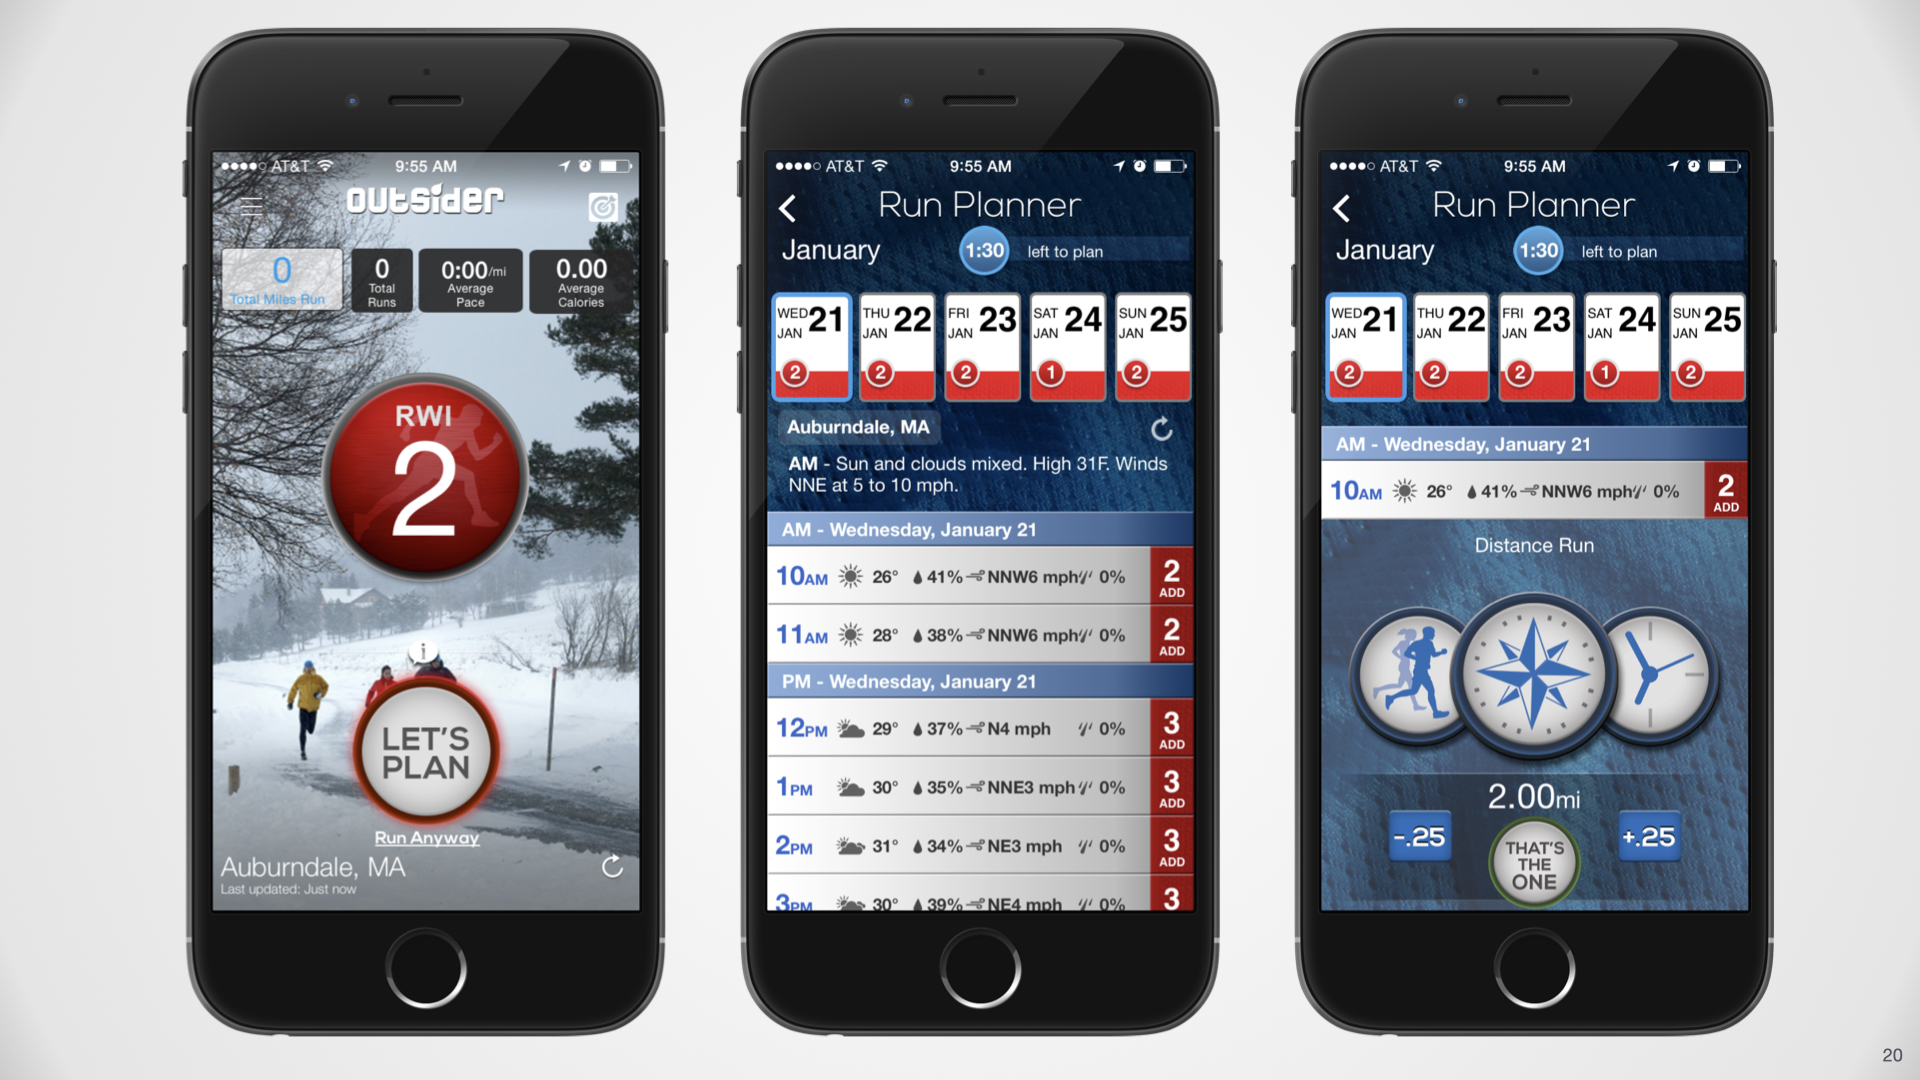 AT&T 9:55 AM
outsider
0
Total Miles Run
0
Total
Runs
0:00/mi
Average
Pace
0.00
Average
Calories
RWI
2
i
LET'S
PLAN
Run Anyway
Auburndale, MA
Last updated: Just now
AT&T 9:55 AM
Run Planner
January 1:30 left to plan
WED JAN 21 2
THU JAN 22 2
FRI JAN 23 2
SAT JAN 24 1
SUN JAN 25 2
Auburndale, MA
AM - Sun and clouds mixed. High 31F. Winds
NNE at 5 to 10 mph.
AM - Wednesday, January 21
10AM 26° 41% NNW6 mph 0% 2 ADD
11AM 28° 38% NNW6 mph 0% 2 ADD
PM - Wednesday, January 21
12PM 29° 37% N4 mph 0% 3 ADD
1PM 30° 35% NNE3 mph 0% 3 ADD
2PM 31° 34% NE3 mph 0% 3 ADD
3PM 30° 39% NE4 mph 0% 3
AT&T 9:55 AM
Run Planner
January 1:30 left to plan
WED JAN 21 2
THU JAN 22 2
FRI JAN 23 2
SAT JAN 24 1
SUN JAN 25 2
AM - Wednesday, January 21
10AM 26° 41% NNW6 mph 0% 2 ADD
Distance Run
2.00mi
-.25
THAT'S
THE
ONE
+.25
20